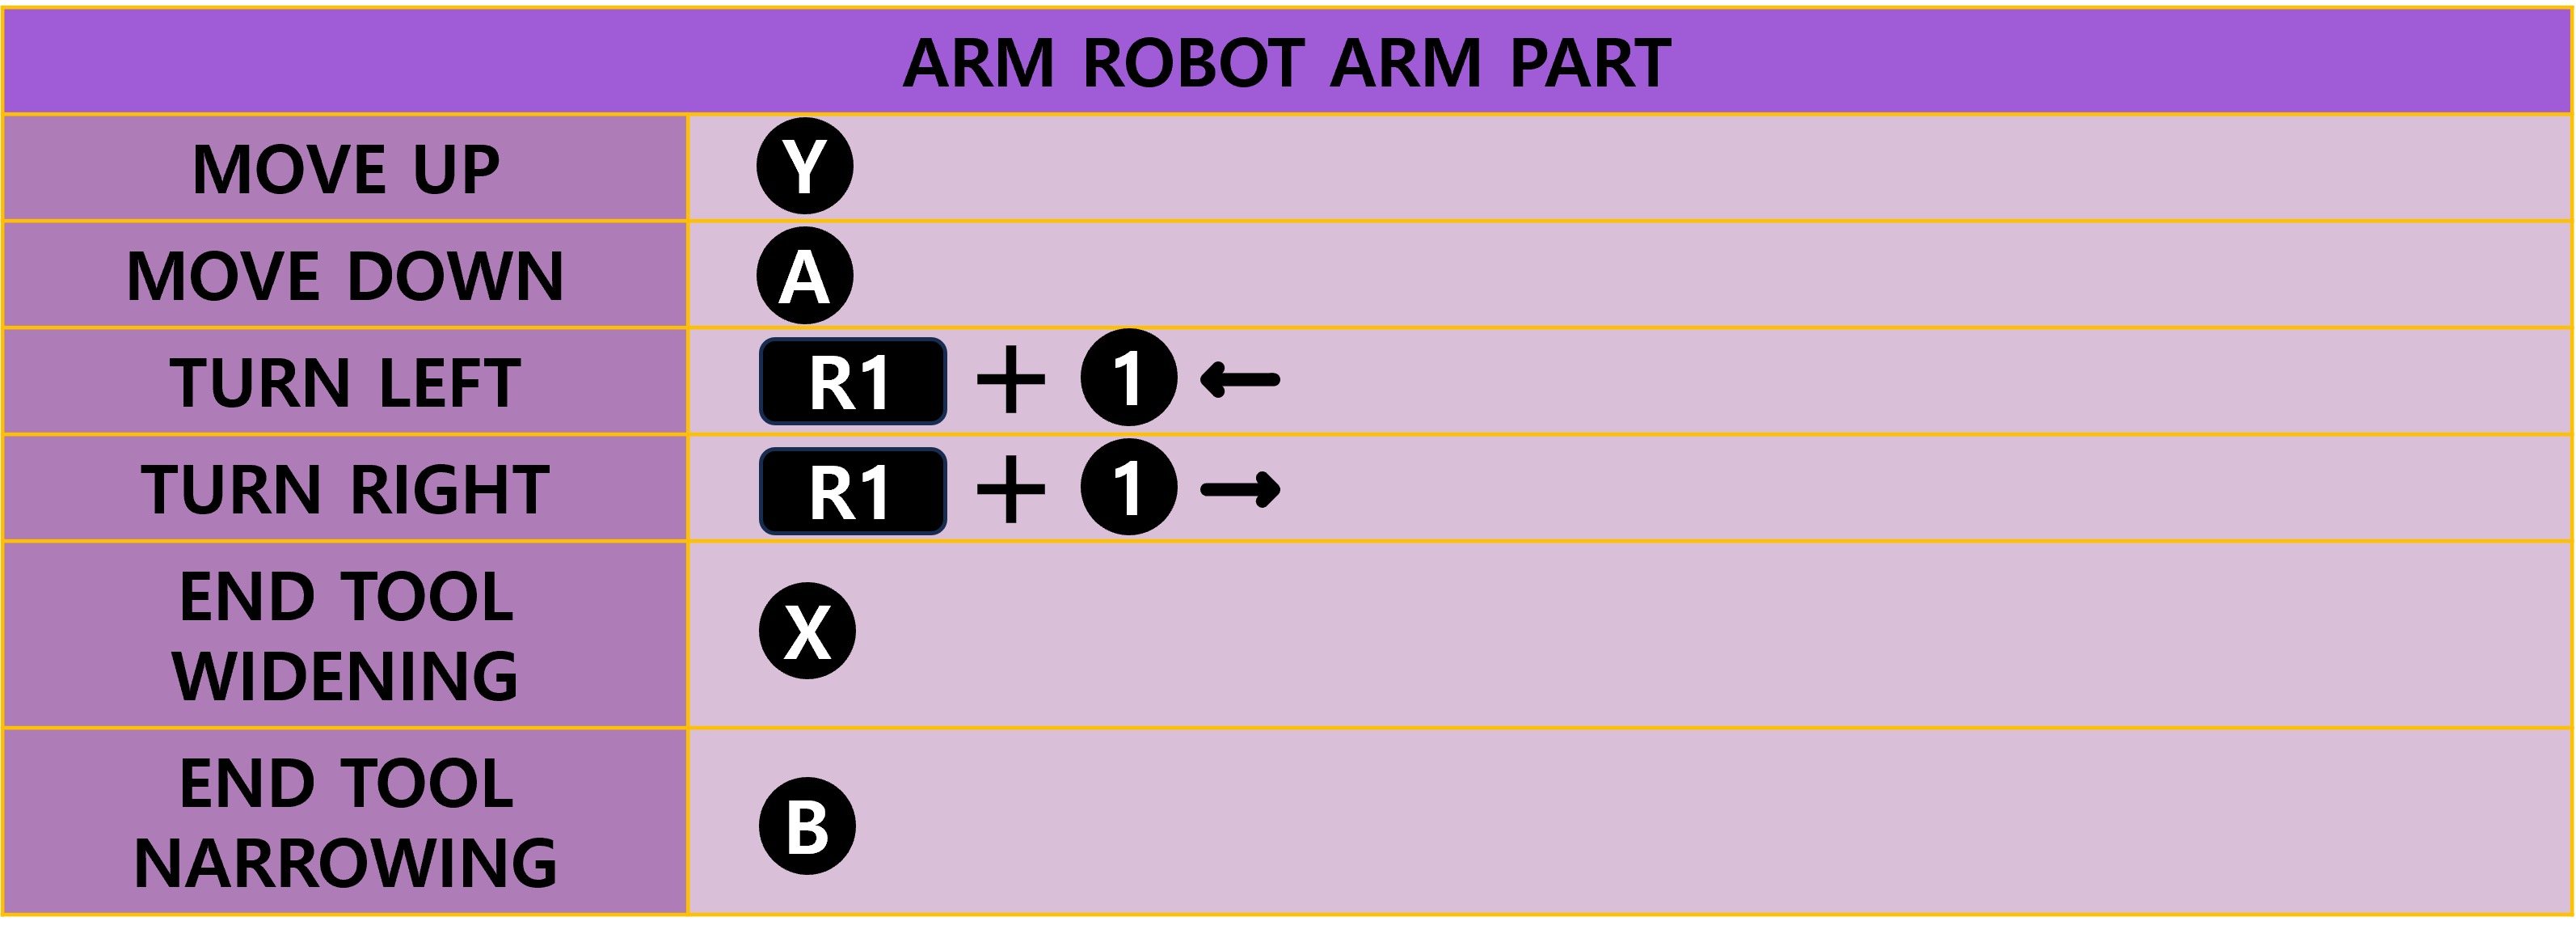 ARM ROBOT ARM PART
MOVE UP
Y
MOVE DOWN
A
TURN LEFT
R1 + 1 ←
TURN RIGHT
R1 + 1 →
END TOOL
WIDENING
X
END TOOL
NARROWING
B